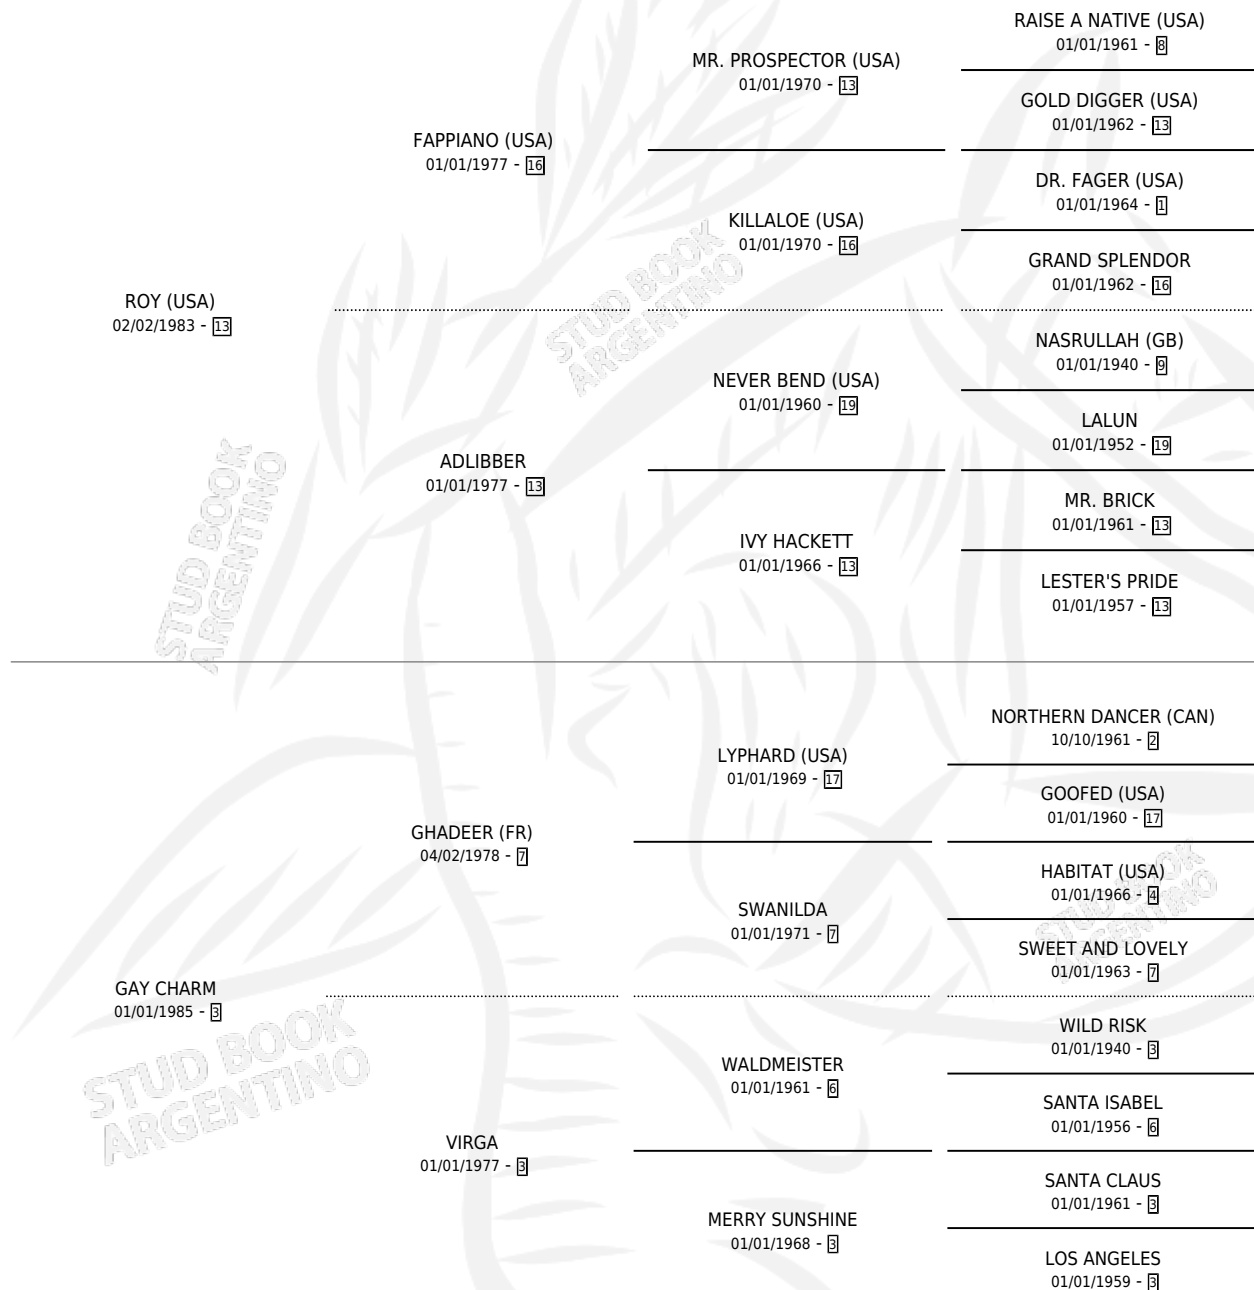 RAISE A NATIVE (USA)
01/01/1961 - 8
MR. PROSPECTOR (USA)
01/01/1970 - 13
GOLD DIGGER (USA)
01/01/1962 - 13
FAPPIANO (USA)
01/01/1977 - 16
DR. FAGER (USA)
01/01/1964 - 1
KILLALOE (USA)
01/01/1970 - 16
GRAND SPLENDOR
01/01/1962 - 16
ROY (USA)
02/02/1983 - 13
NASRULLAH (GB)
01/01/1940 - 9
NEVER BEND (USA)
01/01/1960 - 19
LALUN
01/01/1952 - 19
ADLIBBER
01/01/1977 - 13
MR. BRICK
01/01/1961 - 13
IVY HACKETT
01/01/1966 - 13
LESTER'S PRIDE
01/01/1957 - 13
NORTHERN DANCER (CAN)
10/10/1961 - 2
LYPHARD (USA)
01/01/1969 - 17
GOOFED (USA)
01/01/1960 - 17
GHADEER (FR)
04/02/1978 - 7
HABITAT (USA)
01/01/1966 - 4
SWANILDA
01/01/1971 - 7
SWEET AND LOVELY
01/01/1963 - 7
GAY CHARM
01/01/1985 - 3
WILD RISK
01/01/1940 - 3
WALDMEISTER
01/01/1961 - 6
SANTA ISABEL
01/01/1956 - 6
VIRGA
01/01/1977 - 3
SANTA CLAUS
01/01/1961 - 3
MERRY SUNSHINE
01/01/1968 - 3
LOS ANGELES
01/01/1959 - 3
STUD BOOK
ARGENTINO
STUD BOOK
ARGENTINO
STUD BOOK
ARGENTINO
STUD BOOK
ARGENTINO